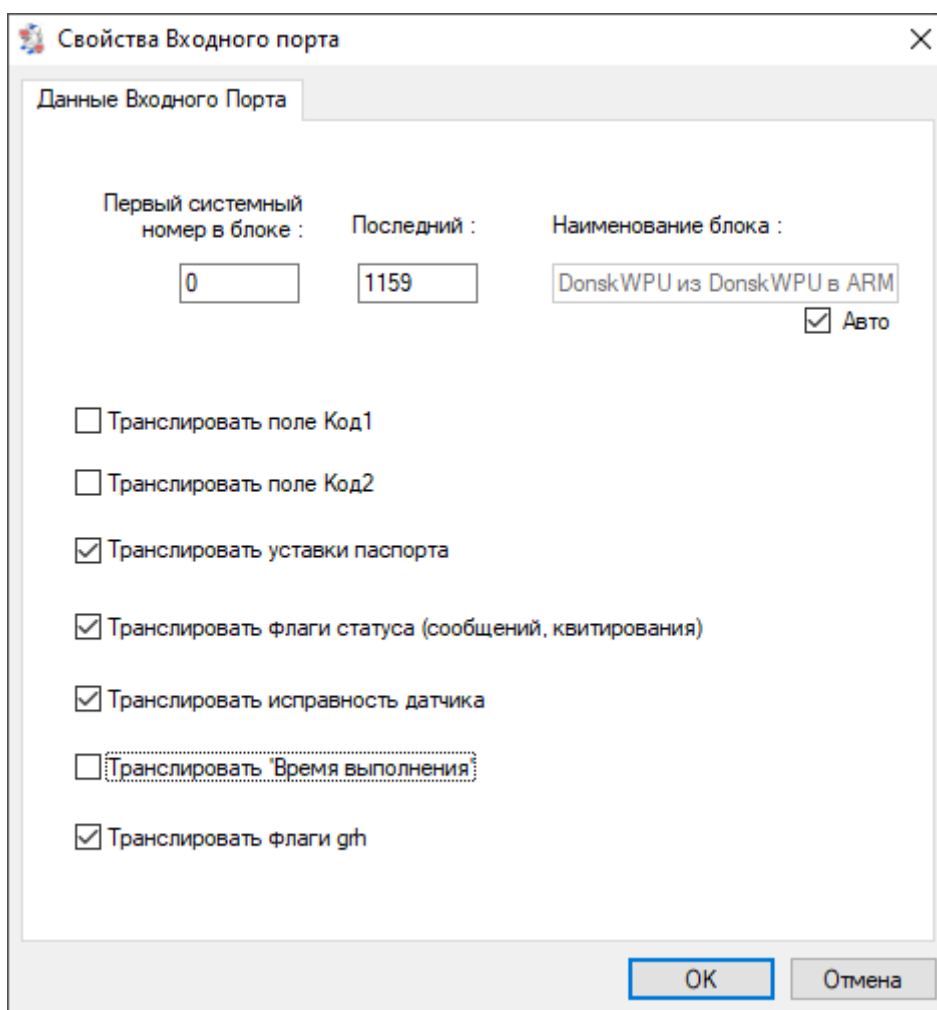 Свойства Входного порта
Данные Входного Порта
Первый системный
номер в блоке :
Последний :
Наименование блока :
0
1159
DonskWPU из DonskWPU в ARM
Авто
Транслировать поле Код1
Транслировать поле Код2
Транслировать уставки паспорта
Транслировать флаги статуса (сообщений, квитирования)
Транслировать исправность датчика
Транслировать "Время выполнения"
Транслировать флаги grh
OK
Отмена